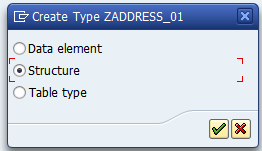 Create Type ZADDRESS_01
Data element
Structure
Table type